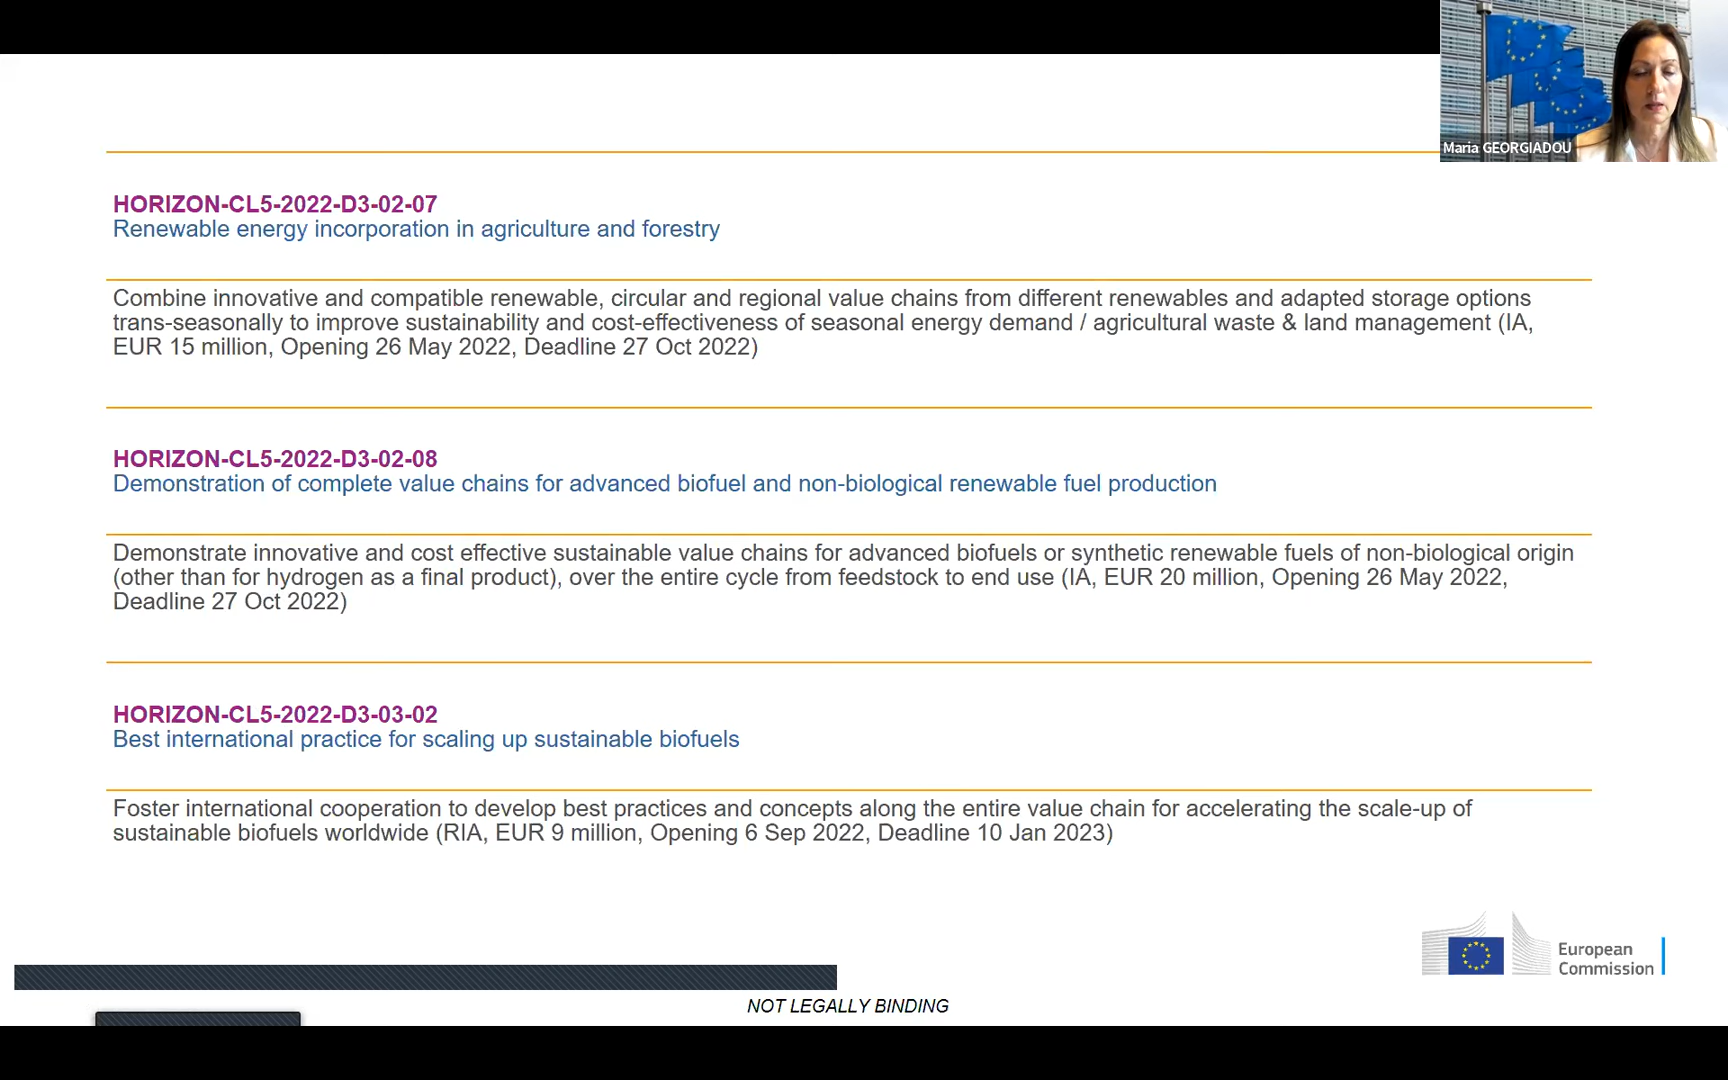 Maria GEORGIADOU
HORIZON-CL5-2022-D3-02-07
Renewable energy incorporation in agriculture and forestry
Combine innovative and compatible renewable, circular and regional value chains from different renewables and adapted storage options
trans-seasonally to improve sustainability and cost-effectiveness of seasonal energy demand / agricultural waste & land management (IA,
EUR 15 million, Opening 26 May 2022, Deadline 27 Oct 2022)
HORIZON-CL5-2022-D3-02-08
Demonstration of complete value chains for advanced biofuel and non-biological renewable fuel production
Demonstrate innovative and cost effective sustainable value chains for advanced biofuels or synthetic renewable fuels of non-biological origin
(other than for hydrogen as a final product), over the entire cycle from feedstock to end use (IA, EUR 20 million, Opening 26 May 2022,
Deadline 27 Oct 2022)
HORIZON-CL5-2022-D3-03-02
Best international practice for scaling up sustainable biofuels
Foster international cooperation to develop best practices and concepts along the entire value chain for accelerating the scale-up of
sustainable biofuels worldwide (RIA, EUR 9 million, Opening 6 Sep 2022, Deadline 10 Jan 2023)
European
Commission
NOT LEGALLY BINDING